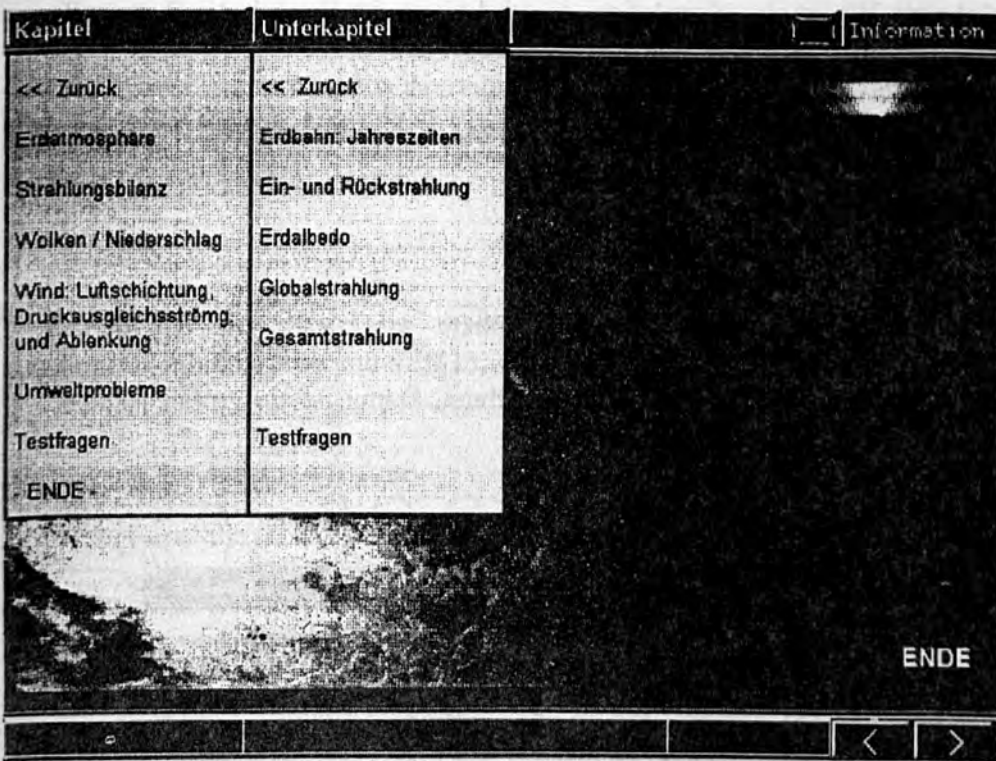 Kapitel
Unterkapitel
Information
<< Zurück
Erdatmosphäre
Strahlungsbilanz
Wolken / Niederschlag
Wind: Luftschichtung,
Druckausgleichsströmg.
und Ablenkung
Umweltprobleme
Testfragen
- ENDE -
<< Zurück
Erdbahn: Jahreszeiten
Ein- und Rückstrahlung
Erdalbedo
Globalstrahlung
Gesamtstrahlung
Testfragen
ENDE
< >